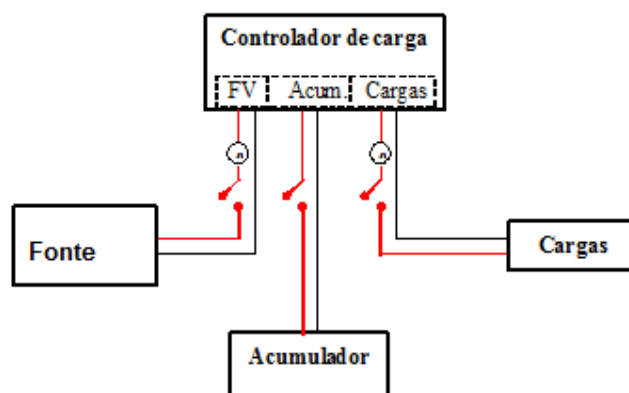 Controlador de carga
FV Acum. Cargas
Fonte
Cargas
Acumulador